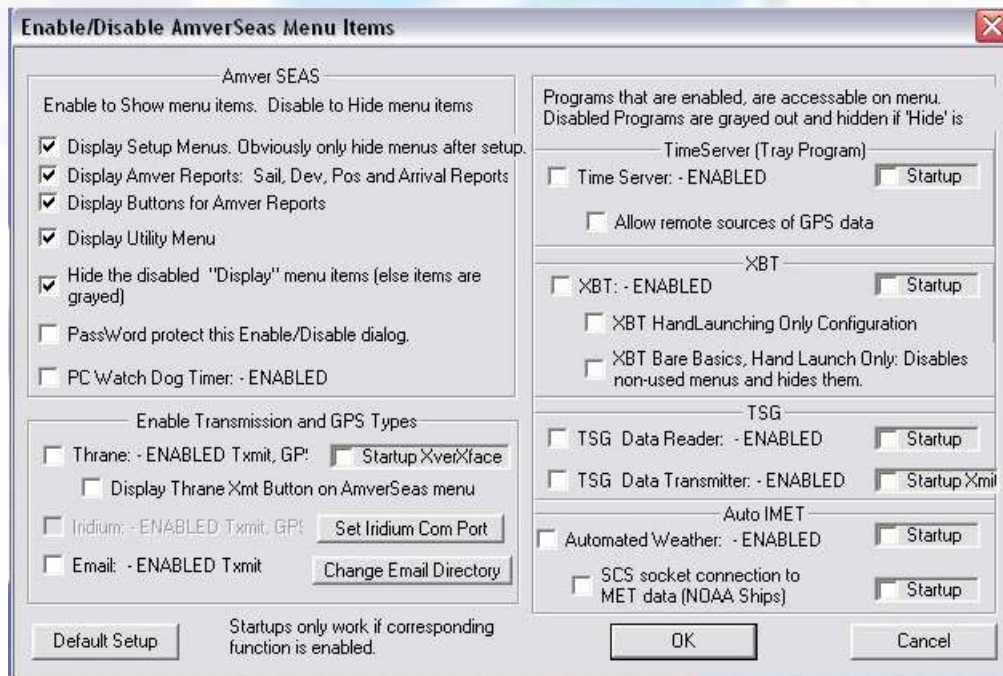 Enable/Disable AmverSeas Menu Items
Amver SEAS
Enable to Show menu items. Disable to Hide menu items
Display Setup Menus. Obviously only hide menus after setup.
Display Amver Reports: Sail, Dev, Pos and Arrival Reports
Display Buttons for Amver Reports
Display Utility Menu
Hide the disabled "Display" menu items (else items are
grayed)
PassWord protect this Enable/Disable dialog.
PC Watch Dog Timer: - ENABLED
Enable Transmission and GPS Types
Thrane: - ENABLED Txmit, GPS
Startup XverXface
Display Thrane Xmt Button on AmverSeas menu
Iridium: - ENABLED Txmit, GPS
Set Iridium Com Port
Email: - ENABLED Txmit
Change Email Directory
Default Setup
Startups only work if corresponding
function is enabled.
Programs that are enabled, are accessable on menu.
Disabled Programs are grayed out and hidden if 'Hide' is
TimeServer (Tray Program)
Time Server: - ENABLED
Startup
Allow remote sources of GPS data
XBT
XBT: - ENABLED
Startup
XBT HandLaunching Only Configuration
XBT Bare Basics, Hand Launch Only: Disables
non-used menus and hides them.
TSG
TSG Data Reader: - ENABLED
Startup
TSG Data Transmitter: - ENABLED
Startup Xmit
Auto IMET
Automated Weather: - ENABLED
Startup
SCS socket connection to
MET data (NOAA Ships)
Startup
OK
Cancel